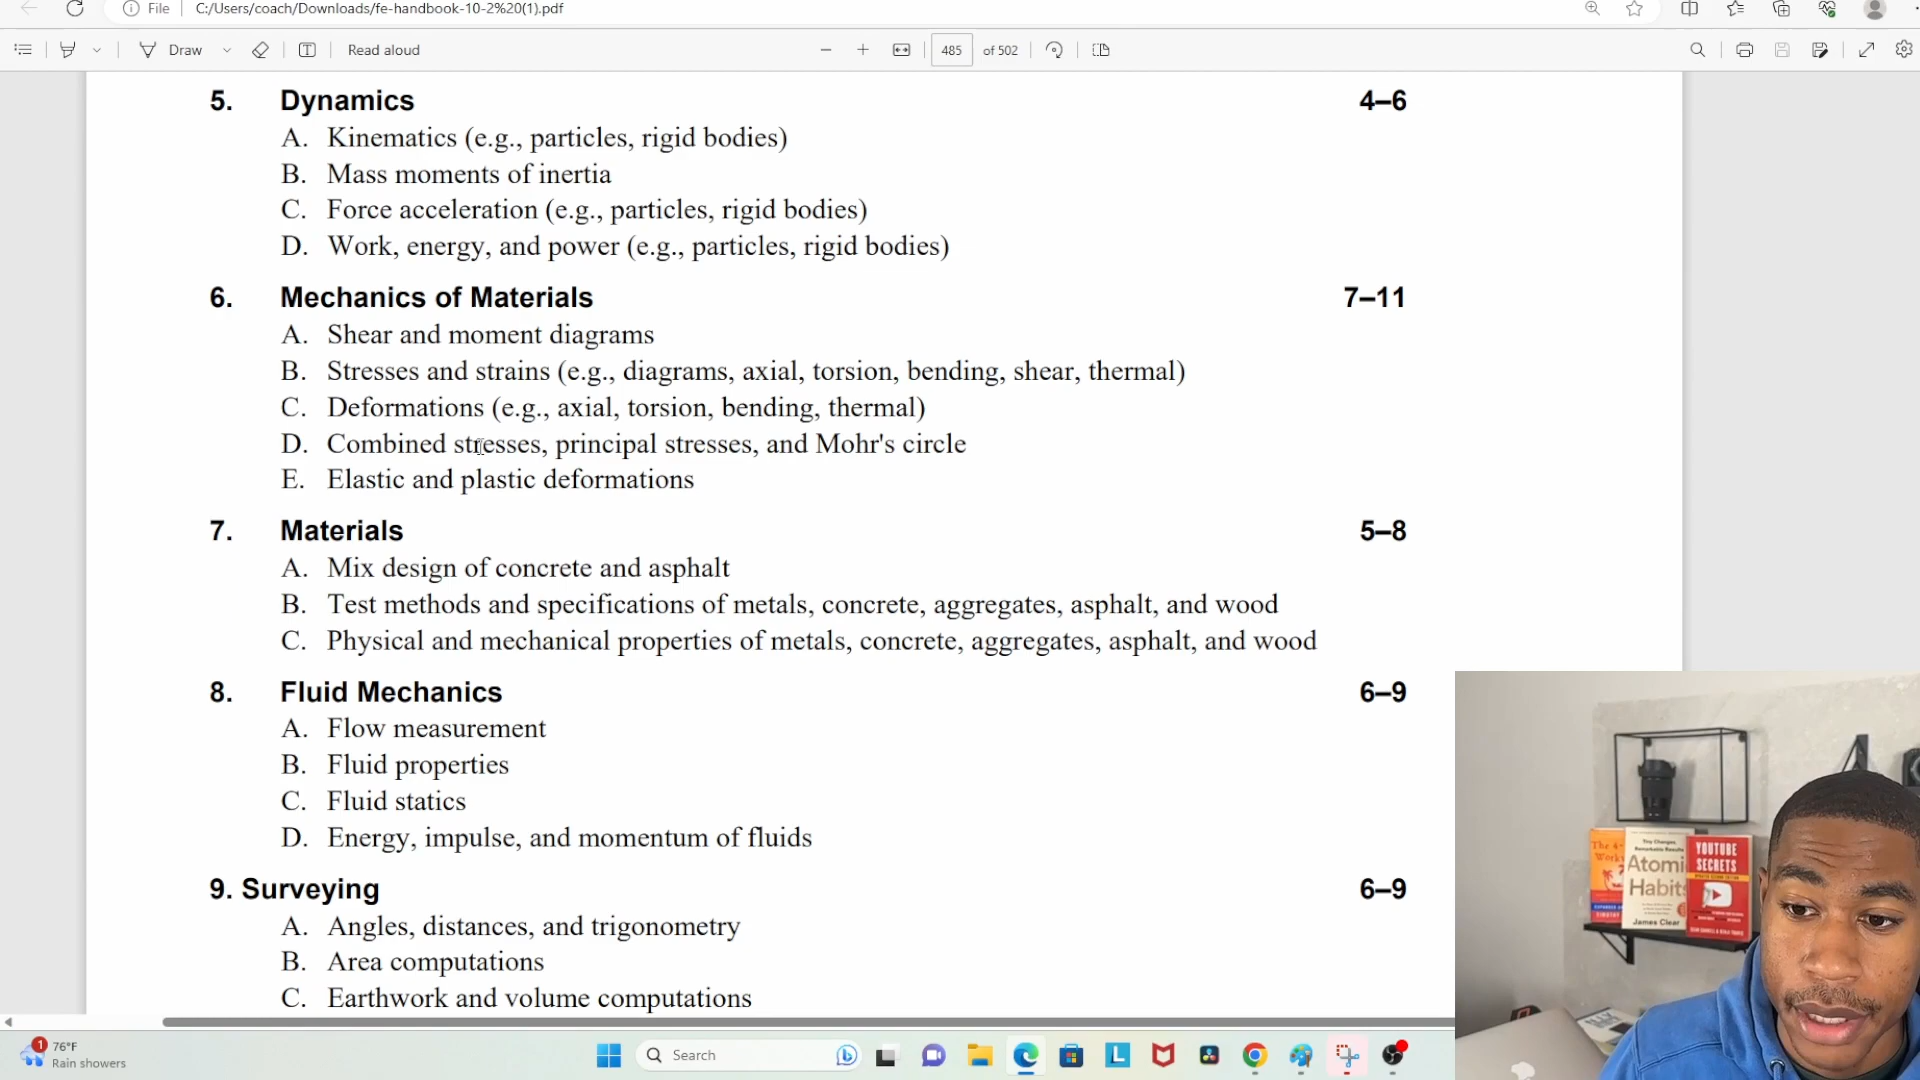 File
C:/Users/coach/Downloads/fe-handbook-10-2%20(1).pdf
Draw
Read aloud
485
of 502
5. Dynamics 4–6
A. Kinematics (e.g., particles, rigid bodies)
B. Mass moments of inertia
C. Force acceleration (e.g., particles, rigid bodies)
D. Work, energy, and power (e.g., particles, rigid bodies)
6. Mechanics of Materials 7–11
A. Shear and moment diagrams
B. Stresses and strains (e.g., diagrams, axial, torsion, bending, shear, thermal)
C. Deformations (e.g., axial, torsion, bending, thermal)
D. Combined stresses, principal stresses, and Mohr's circle
E. Elastic and plastic deformations
7. Materials 5–8
A. Mix design of concrete and asphalt
B. Test methods and specifications of metals, concrete, aggregates, asphalt, and wood
C. Physical and mechanical properties of metals, concrete, aggregates, asphalt, and wood
8. Fluid Mechanics 6–9
A. Flow measurement
B. Fluid properties
C. Fluid statics
D. Energy, impulse, and momentum of fluids
9. Surveying 6–9
A. Angles, distances, and trigonometry
B. Area computations
C. Earthwork and volume computations
The 4-
Atomic
Habits
James Clear
YOUTUBE
SECRETS
1
76°F
Rain showers
Search
L